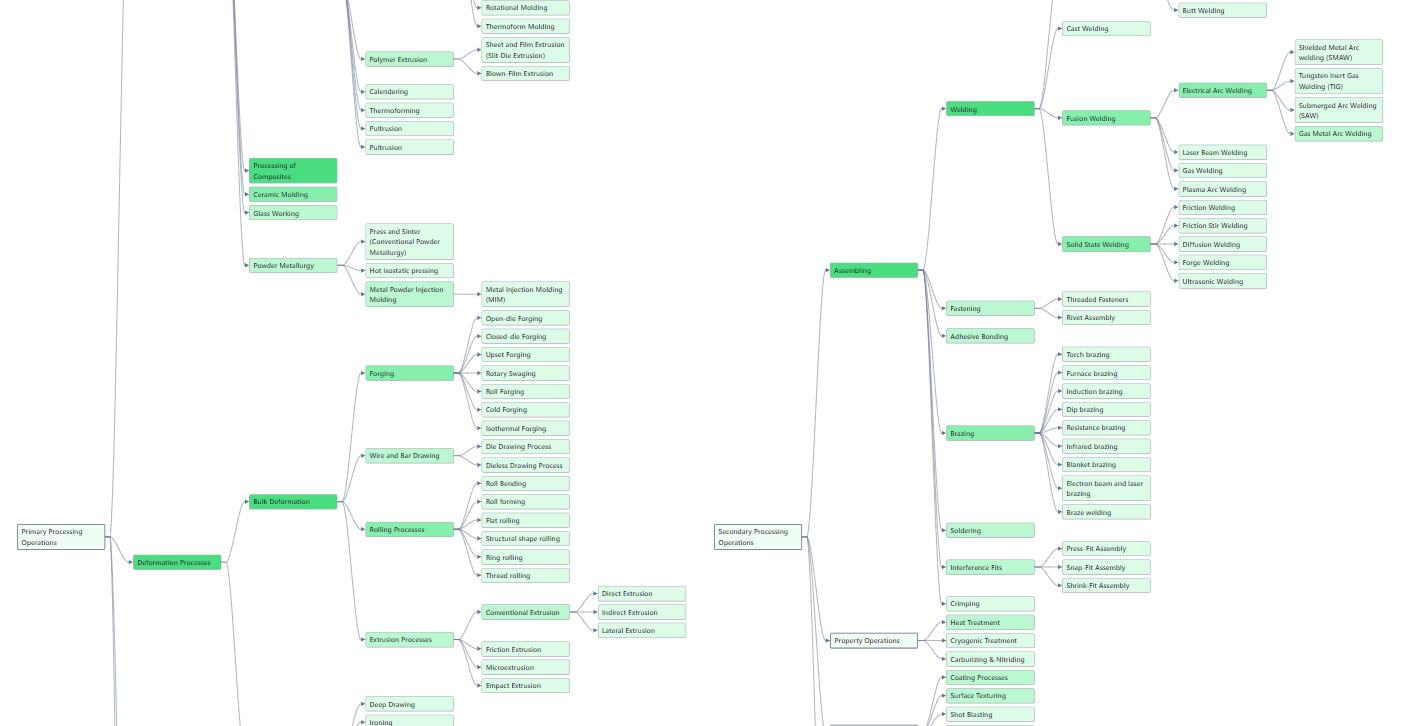 Rotational Molding
Thermoform Molding
Sheet and Film Extrusion
(Slit-Die Extrusion)
Polymer Extrusion
Blown-Film Extrusion
Calendering
Thermoforming
Pultrusion
Pultrusion
Processing of
Composites
Ceramic Molding
Glass Working
Press and Sinter
(Conventional Powder
Metallurgy)
Powder Metallurgy
Hot isostatic pressing
Metal Powder Injection
Molding
Metal Injection Molding
(MIM)
Open-die Forging
Closed-die Forging
Upset Forging
Forging
Rotary Swaging
Roll Forging
Cold Forging
Isothermal Forging
Wire and Bar Drawing
Die Drawing Process
Dieless Drawing Process
Bulk Deformation
Roll Bending
Roll forming
Flat rolling
Rolling Processes
Structural shape rolling
Ring rolling
Thread rolling
Primary Processing
Operations
Deformation Processes
Conventional Extrusion
Direct Extrusion
Indirect Extrusion
Lateral Extrusion
Extrusion Processes
Friction Extrusion
Microextrusion
Empact Extrusion
Deep Drawing
Ironing
Butt Welding
Cast Welding
Shielded Metal Arc
welding (SMAW)
Tungsten Inert Gas
Welding (TIG)
Electrical Arc Welding
Submerged Arc Welding
(SAW)
Gas Metal Arc Welding
Welding
Fusion Welding
Laser Beam Welding
Gas Welding
Plasma Arc Welding
Friction Welding
Friction Stir Welding
Solid State Welding
Diffusion Welding
Forge Welding
Ultrasonic Welding
Assembling
Fastening
Threaded Fasteners
Rivet Assembly
Adhesive Bonding
Torch brazing
Furnace brazing
Induction brazing
Dip brazing
Resistance brazing
Brazing
Infrared brazing
Blanket brazing
Electron beam and laser
brazing
Braze welding
Soldering
Secondary Processing
Operations
Press-Fit Assembly
Interference Fits
Snap-Fit Assembly
Shrink-Fit Assembly
Crimping
Heat Treatment
Property Operations
Cryogenic Treatment
Carburizing & Nitriding
Coating Processes
Surface Texturing
Shot Blasting